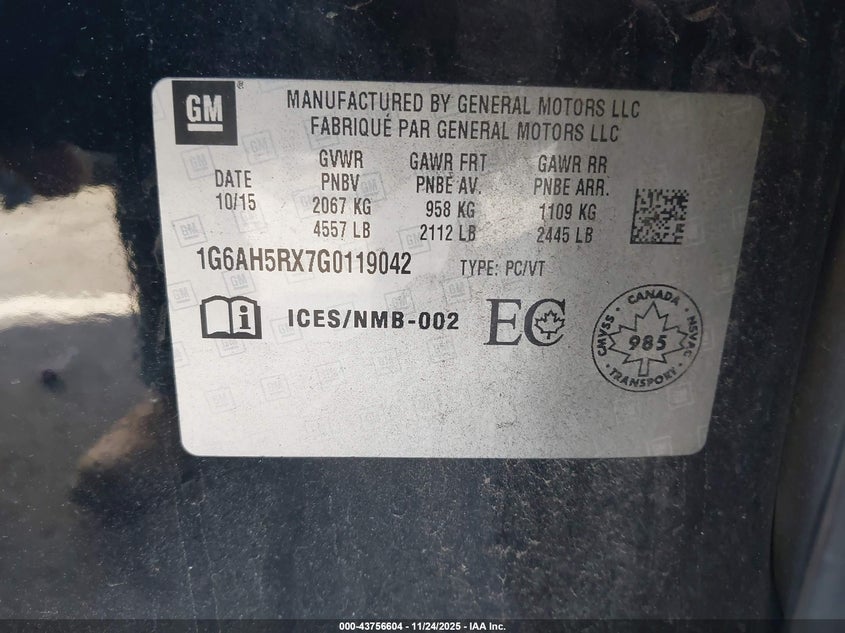 GM ®
MANUFACTURED BY GENERAL MOTORS LLC
FABRIQUÉ PAR GENERAL MOTORS LLC
DATE
10/15
GVWR
PNBV
2067 KG
4557 LB
GAWR FRT
PNBE AV.
958 KG
2112 LB
GAWR RR
PNBE ARR.
1109 KG
2445 LB
1G6AH5RX7G0119042 TYPE: PC/VT
i ICES/NMB-002 EC
CANADA
CMVSS 985 NSVAC
TRANSPORT
000-43756604 - 11/24/2025 - IAA Inc.